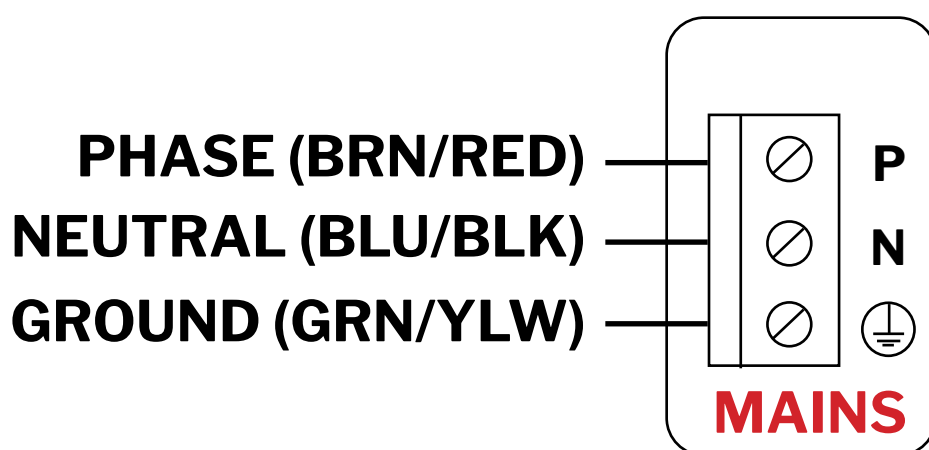 PHASE (BRN/RED) P
NEUTRAL (BLU/BLK) N
GROUND (GRN/YLW)
MAINS